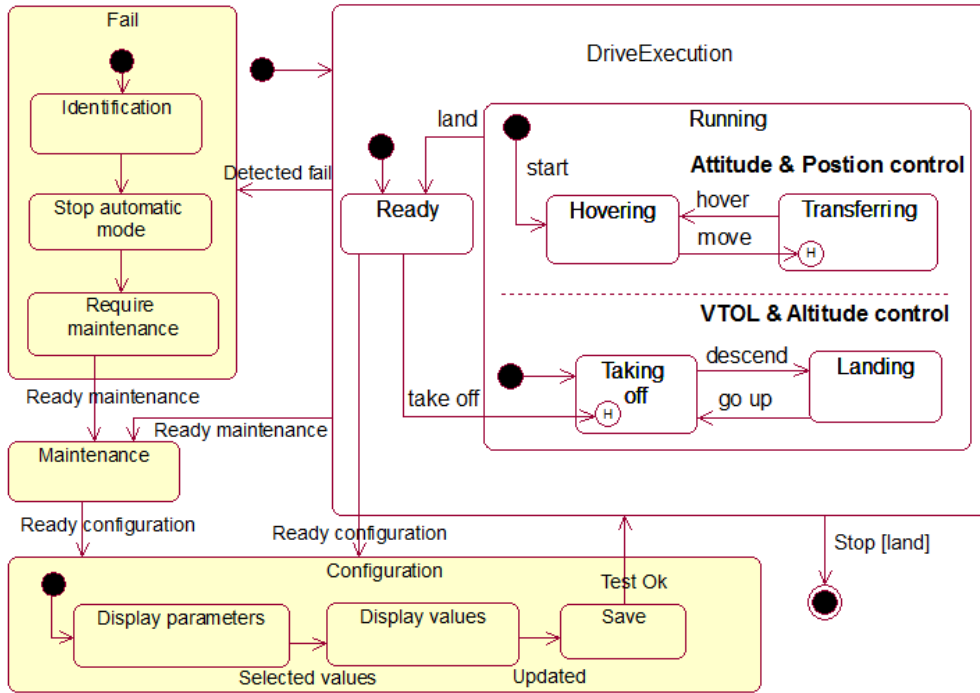 Fail
Identification
Stop automatic
mode
Require
maintenance
Ready maintenance
Maintenance
Ready configuration
Detected fail
DriveExecution
Ready
land
Running
start
Attitude & Postion control
Hovering
hover
move
Transferring
H
VTOL & Altitude control
take off
Taking
off
H
descend
go up
Landing
Ready maintenance
Ready configuration
Test Ok
Stop [land]
Configuration
Display parameters
Selected values
Display values
Updated
Save